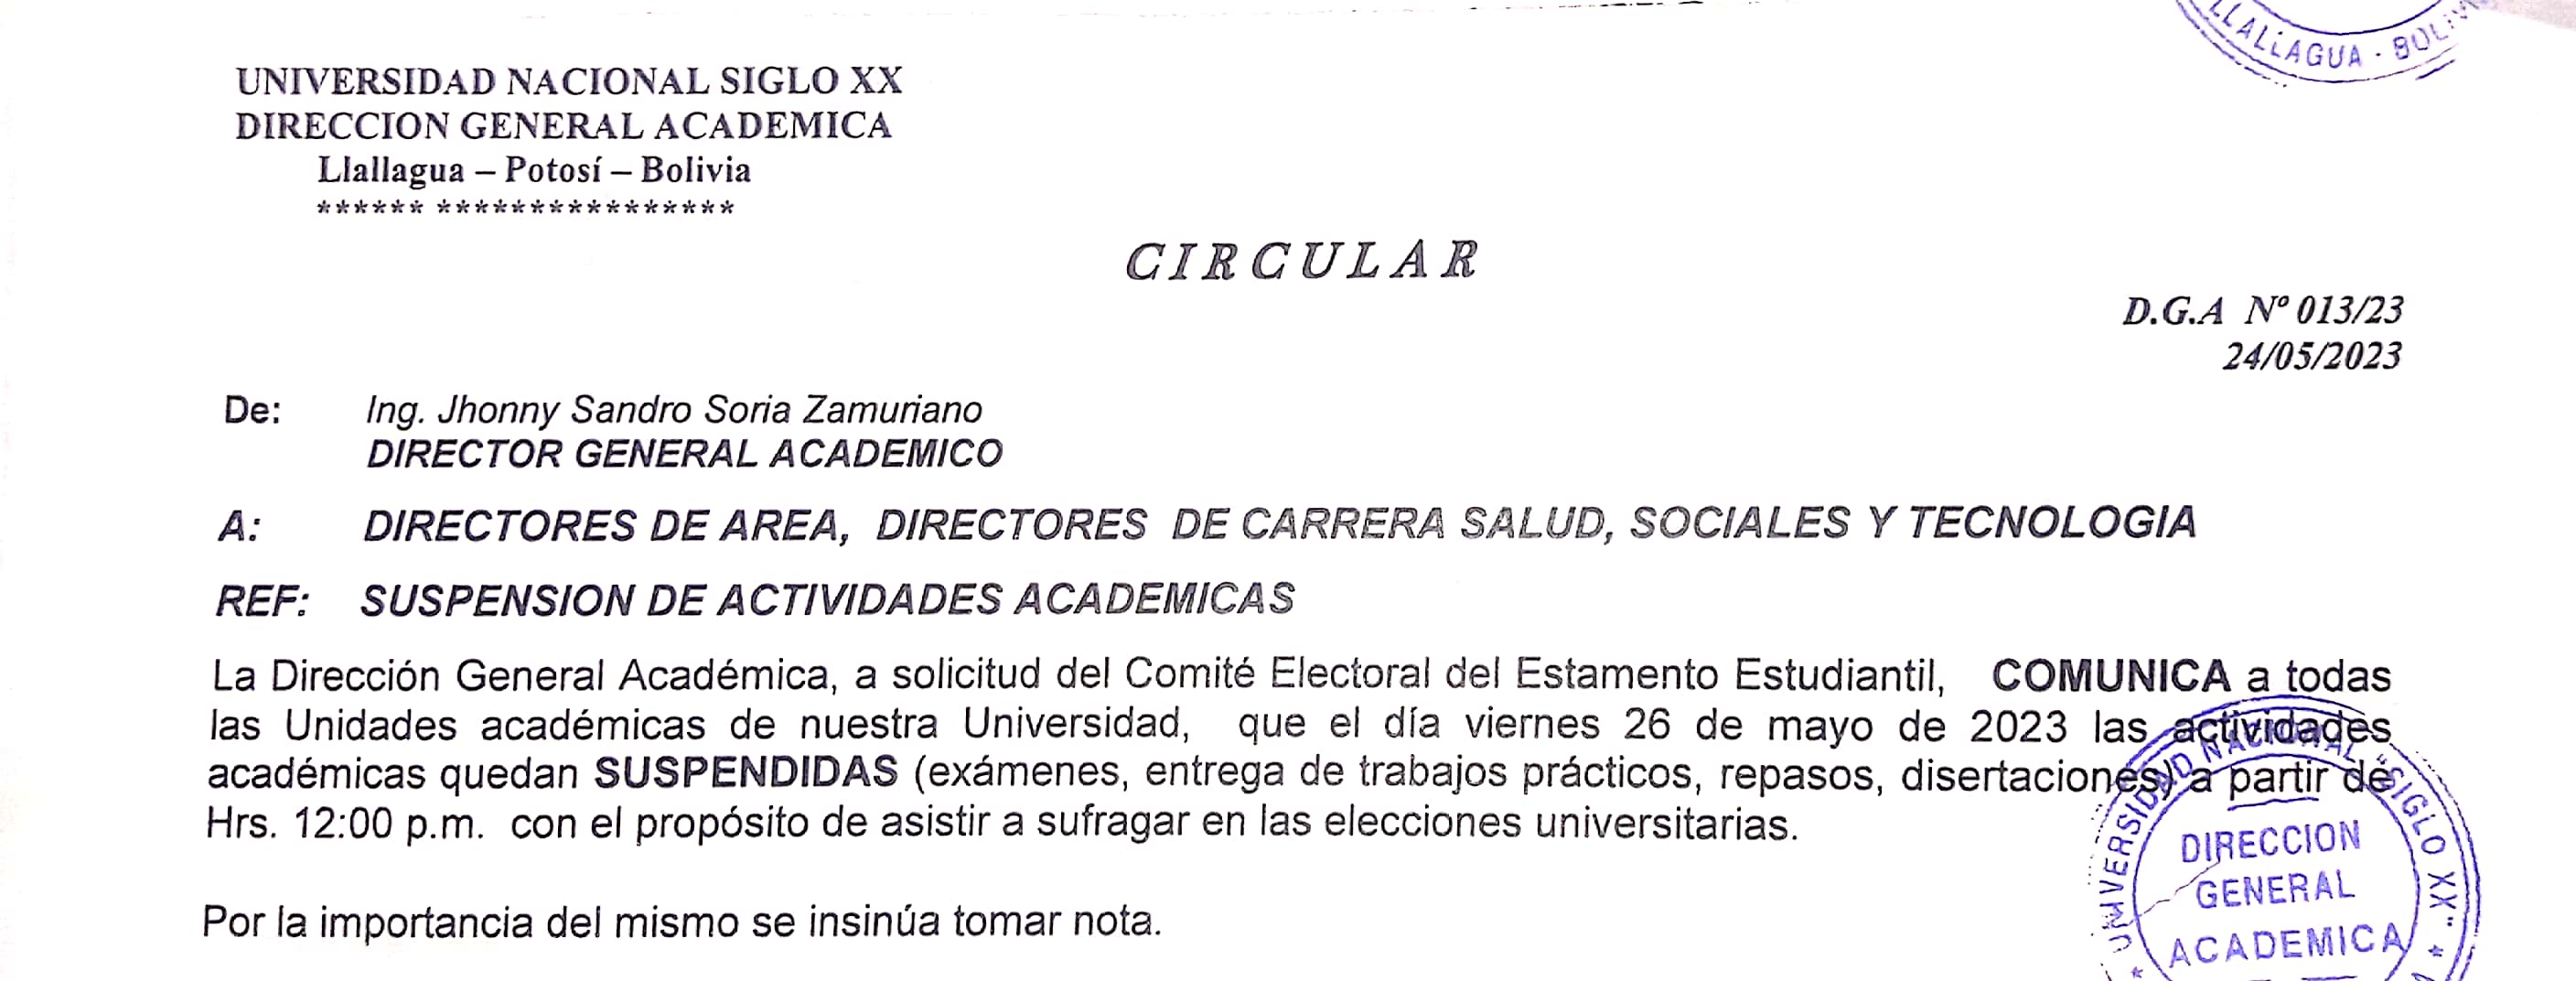 LLALLAGUA - BOLIV
UNIVERSIDAD NACIONAL SIGLO XX
DIRECCION GENERAL ACADEMICA
Llallagua – Potosí – Bolivia
****** ****************
CIRCULAR
D.G.A Nº 013/23
24/05/2023
De: Ing. Jhonny Sandro Soria Zamuriano
DIRECTOR GENERAL ACADEMICO
A: DIRECTORES DE AREA, DIRECTORES DE CARRERA SALUD, SOCIALES Y TECNOLOGIA
REF: SUSPENSION DE ACTIVIDADES ACADEMICAS
La Dirección General Académica, a solicitud del Comité Electoral del Estamento Estudiantil, COMUNICA a todas
las Unidades académicas de nuestra Universidad, que el día viernes 26 de mayo de 2023 las actividades
académicas quedan SUSPENDIDAS (exámenes, entrega de trabajos prácticos, repasos, disertaciones) a partir de
Hrs. 12:00 p.m. con el propósito de asistir a sufragar en las elecciones universitarias.
Por la importancia del mismo se insinúa tomar nota.
* UNIVERSIDAD NACIONAL "SIGLO XX" *
DIRECCION
GENERAL
ACADEMICA